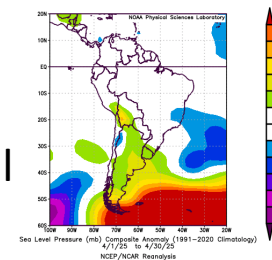 NOAA Physical Sciences Laboratory
20N
10N
EQ
10S
20S
30S
40S
50S
60S
100W 90W 80W 70W 60W 50W 40W 30W 20W
Sea Level Pressure (mb) Composite Anomaly (1991-2020 Climatology)
4/1/25 to 4/30/25
NCEP/NCAR Reanalysis